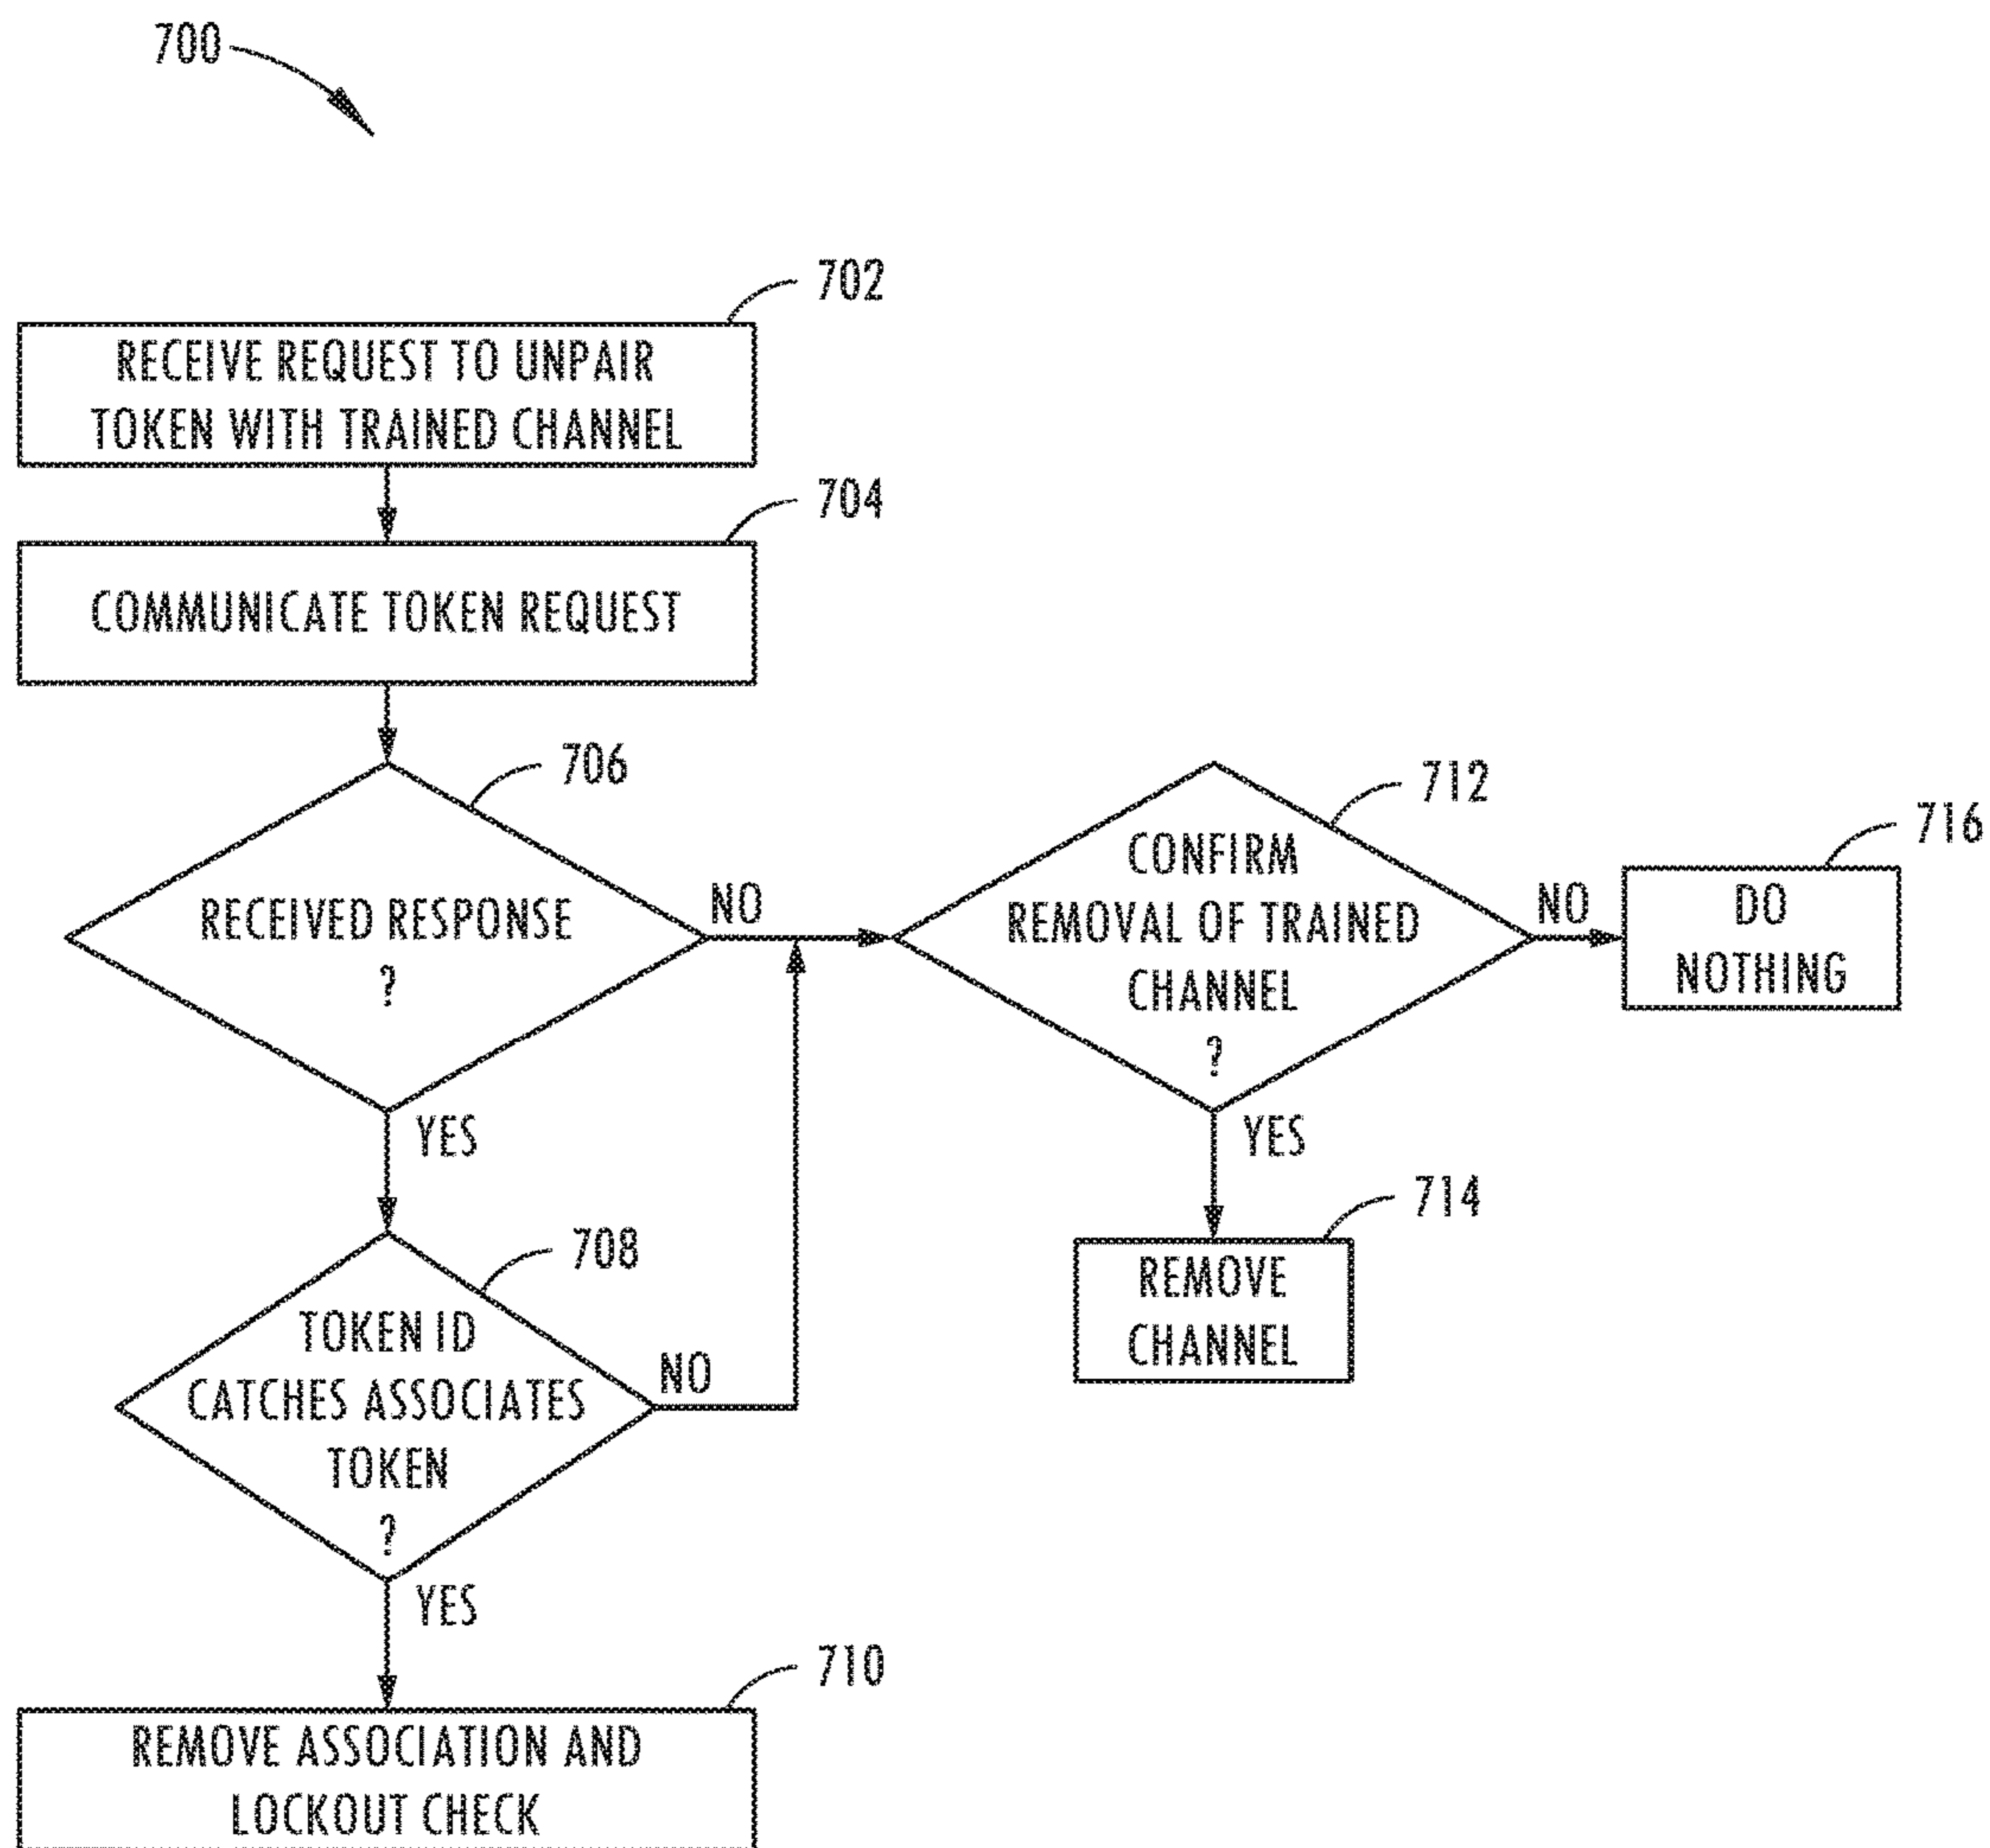 700
702
RECEIVE REQUEST TO UNPAIR
TOKEN WITH TRAINED CHANNEL
704
COMMUNICATE TOKEN REQUEST
706
RECEIVED RESPONSE
?
NO
YES
712
CONFIRM
REMOVAL OF TRAINED
CHANNEL
?
NO
YES
716
DO
NOTHING
714
REMOVE
CHANNEL
708
TOKEN ID
CATCHES ASSOCIATES
TOKEN
?
NO
YES
710
REMOVE ASSOCIATION AND
LOCKOUT CHECK